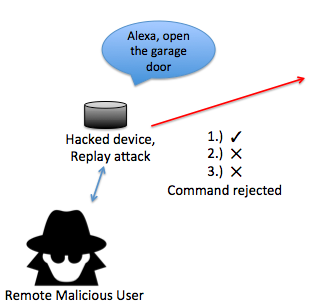 Alexa, open
the garage
door
Hacked device,
Replay attack
1.) ✓
2.) ✕
3.) ✕
Command rejected
Remote Malicious User